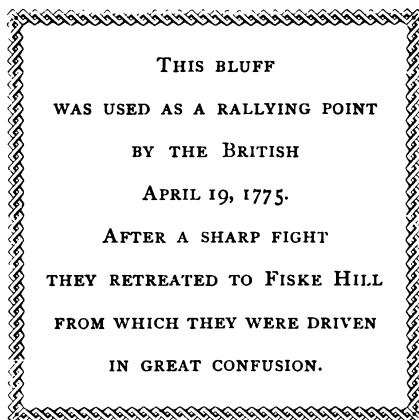 This bluff
was used as a rallying point
by the British
April 19, 1775.
After a sharp fight
they retreated to Fiske Hill
from which they were driven
in great confusion.